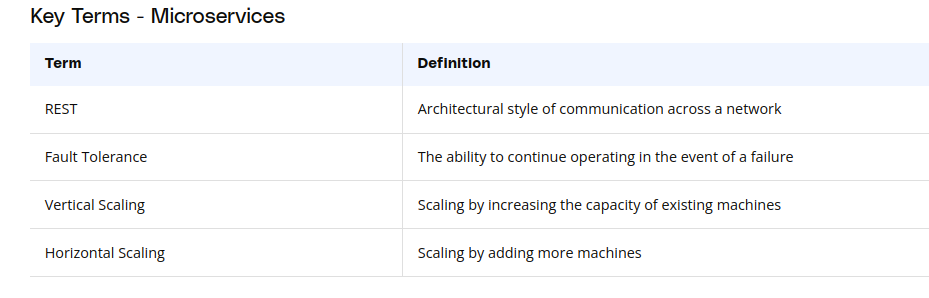 Key Terms - Microservices
Term Definition
REST Architectural style of communication across a network
Fault Tolerance The ability to continue operating in the event of a failure
Vertical Scaling Scaling by increasing the capacity of existing machines
Horizontal Scaling Scaling by adding more machines